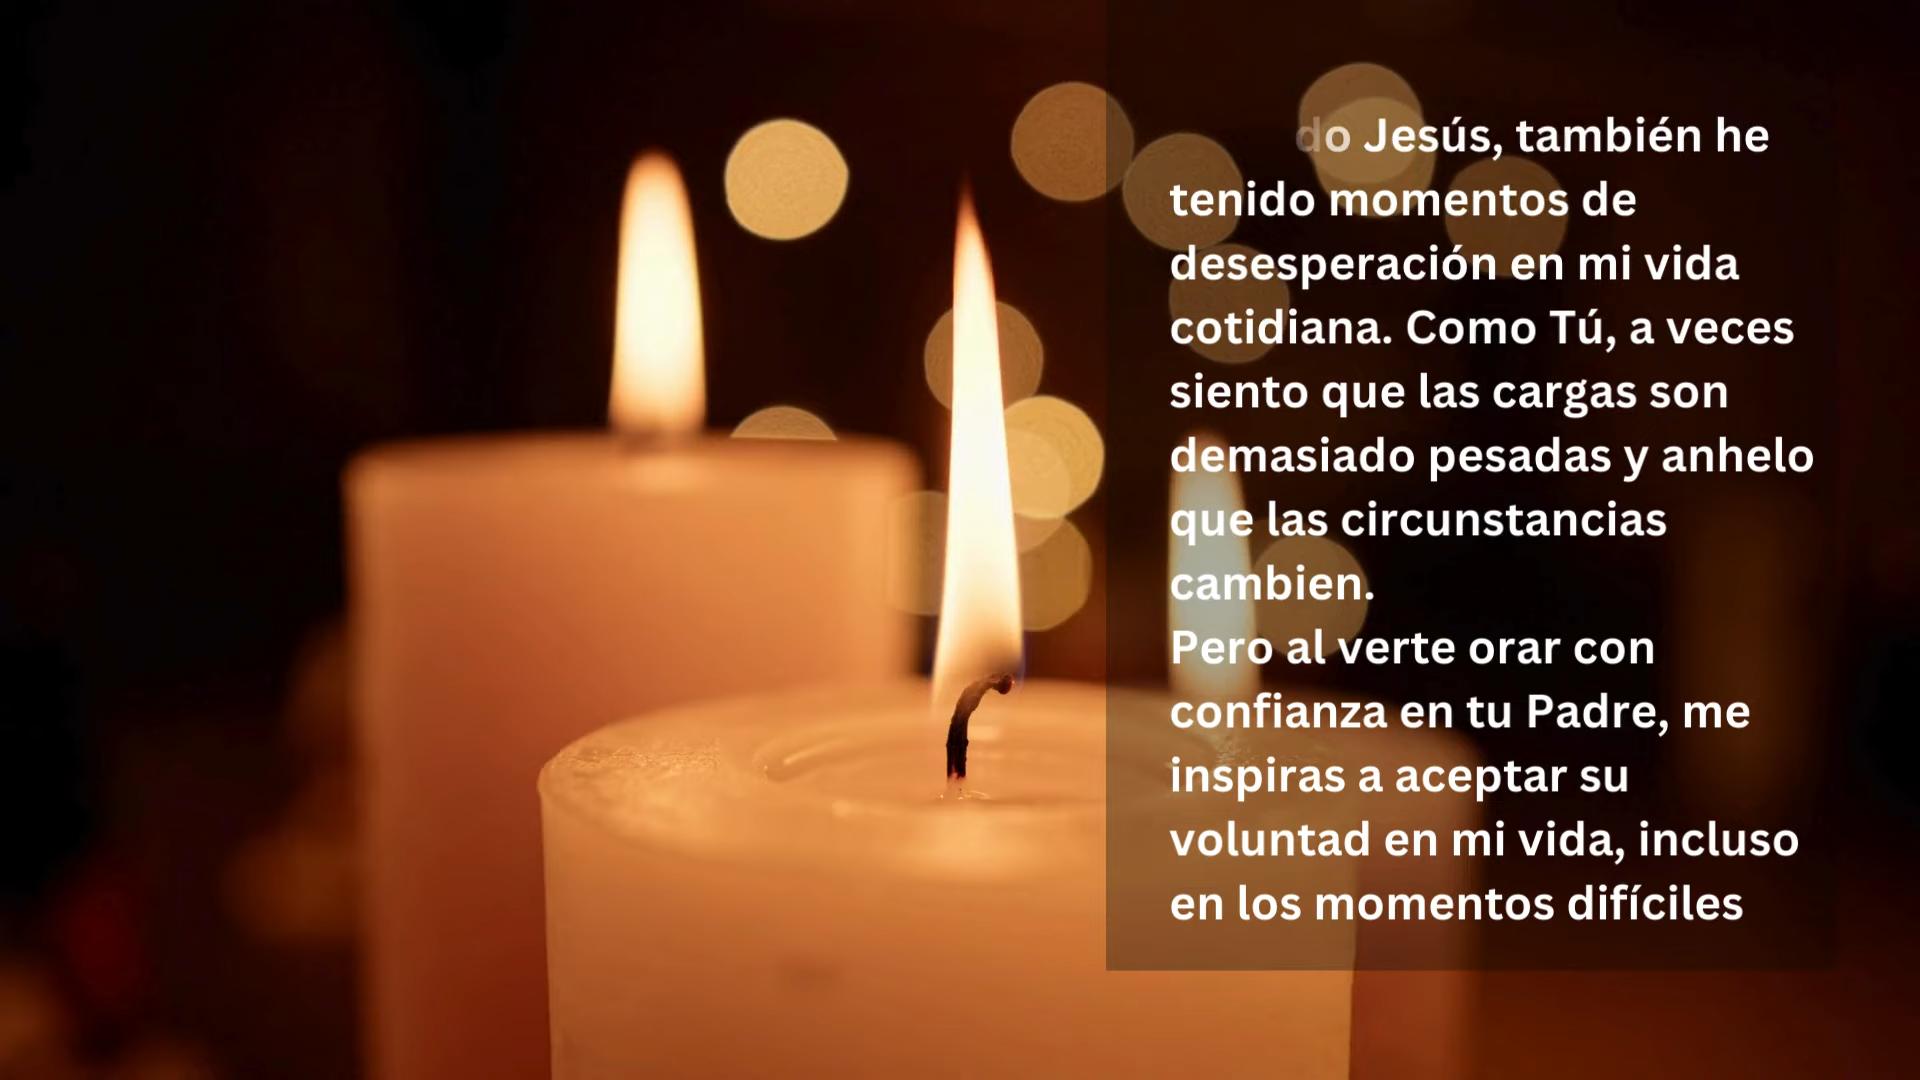 do Jesús, también he
tenido momentos de
desesperación en mi vida
cotidiana. Como Tú, a veces
siento que las cargas son
demasiado pesadas y anhelo
que las circunstancias
cambien.
Pero al verte orar con
confianza en tu Padre, me
inspiras a aceptar su
voluntad en mi vida, incluso
en los momentos difíciles